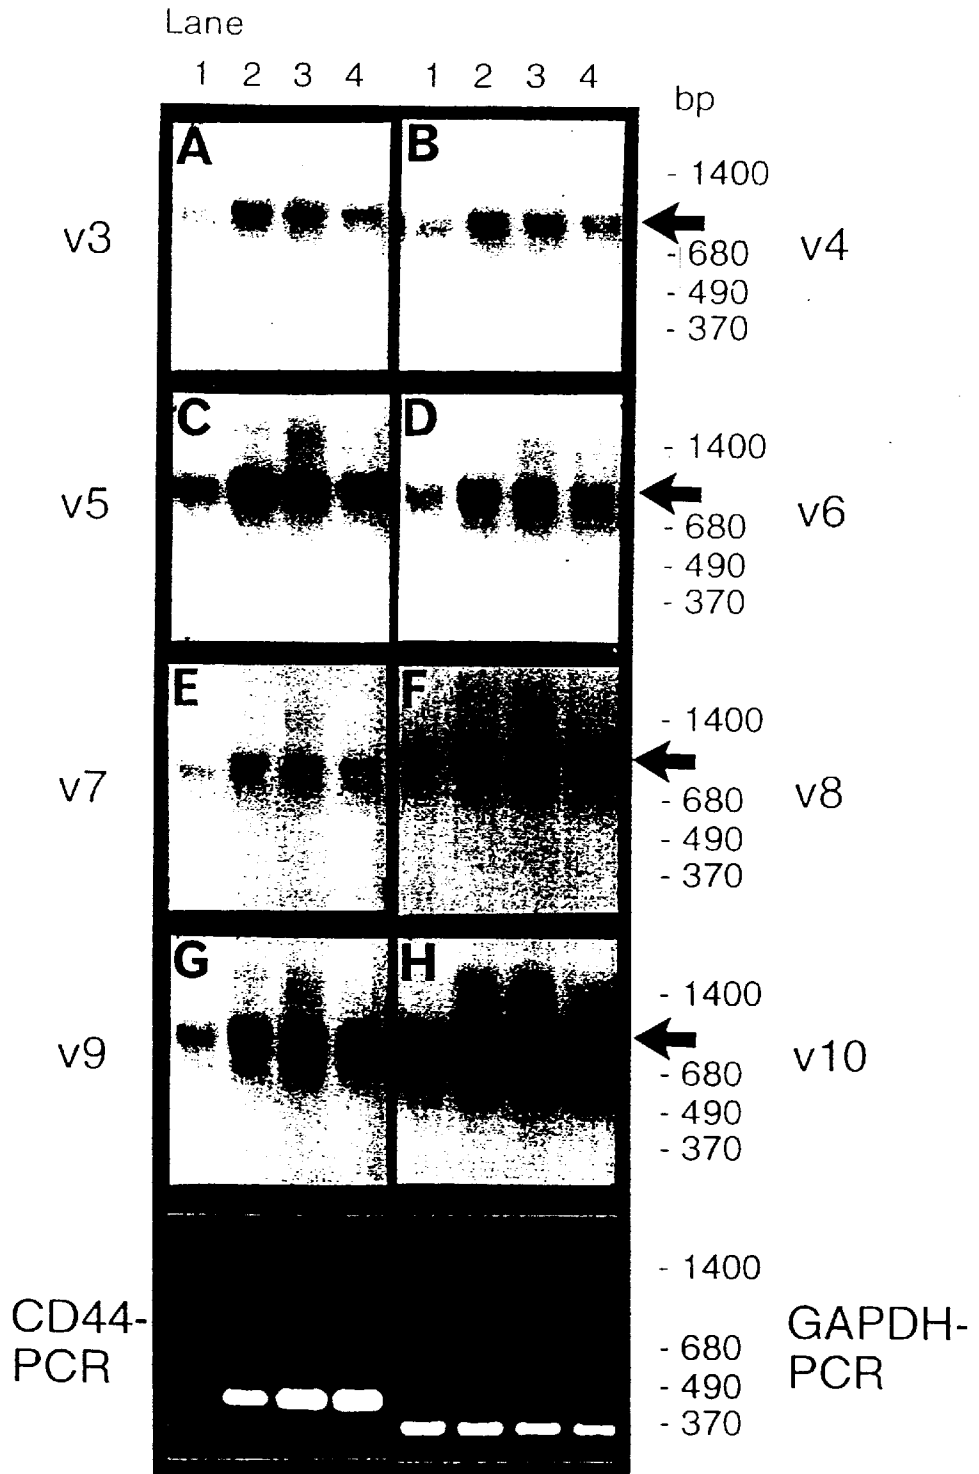 Lane
1 2 3 4 1 2 3 4
bp
A B
- 1400
v3 v4
- 680
- 490
- 370
C D
- 1400
v5 v6
- 680
- 490
- 370
E F
- 1400
v7 v8
- 680
- 490
- 370
G H
- 1400
v9 v10
- 680
- 490
- 370
- 1400
CD44- GAPDH-
PCR PCR
- 680
- 490
- 370